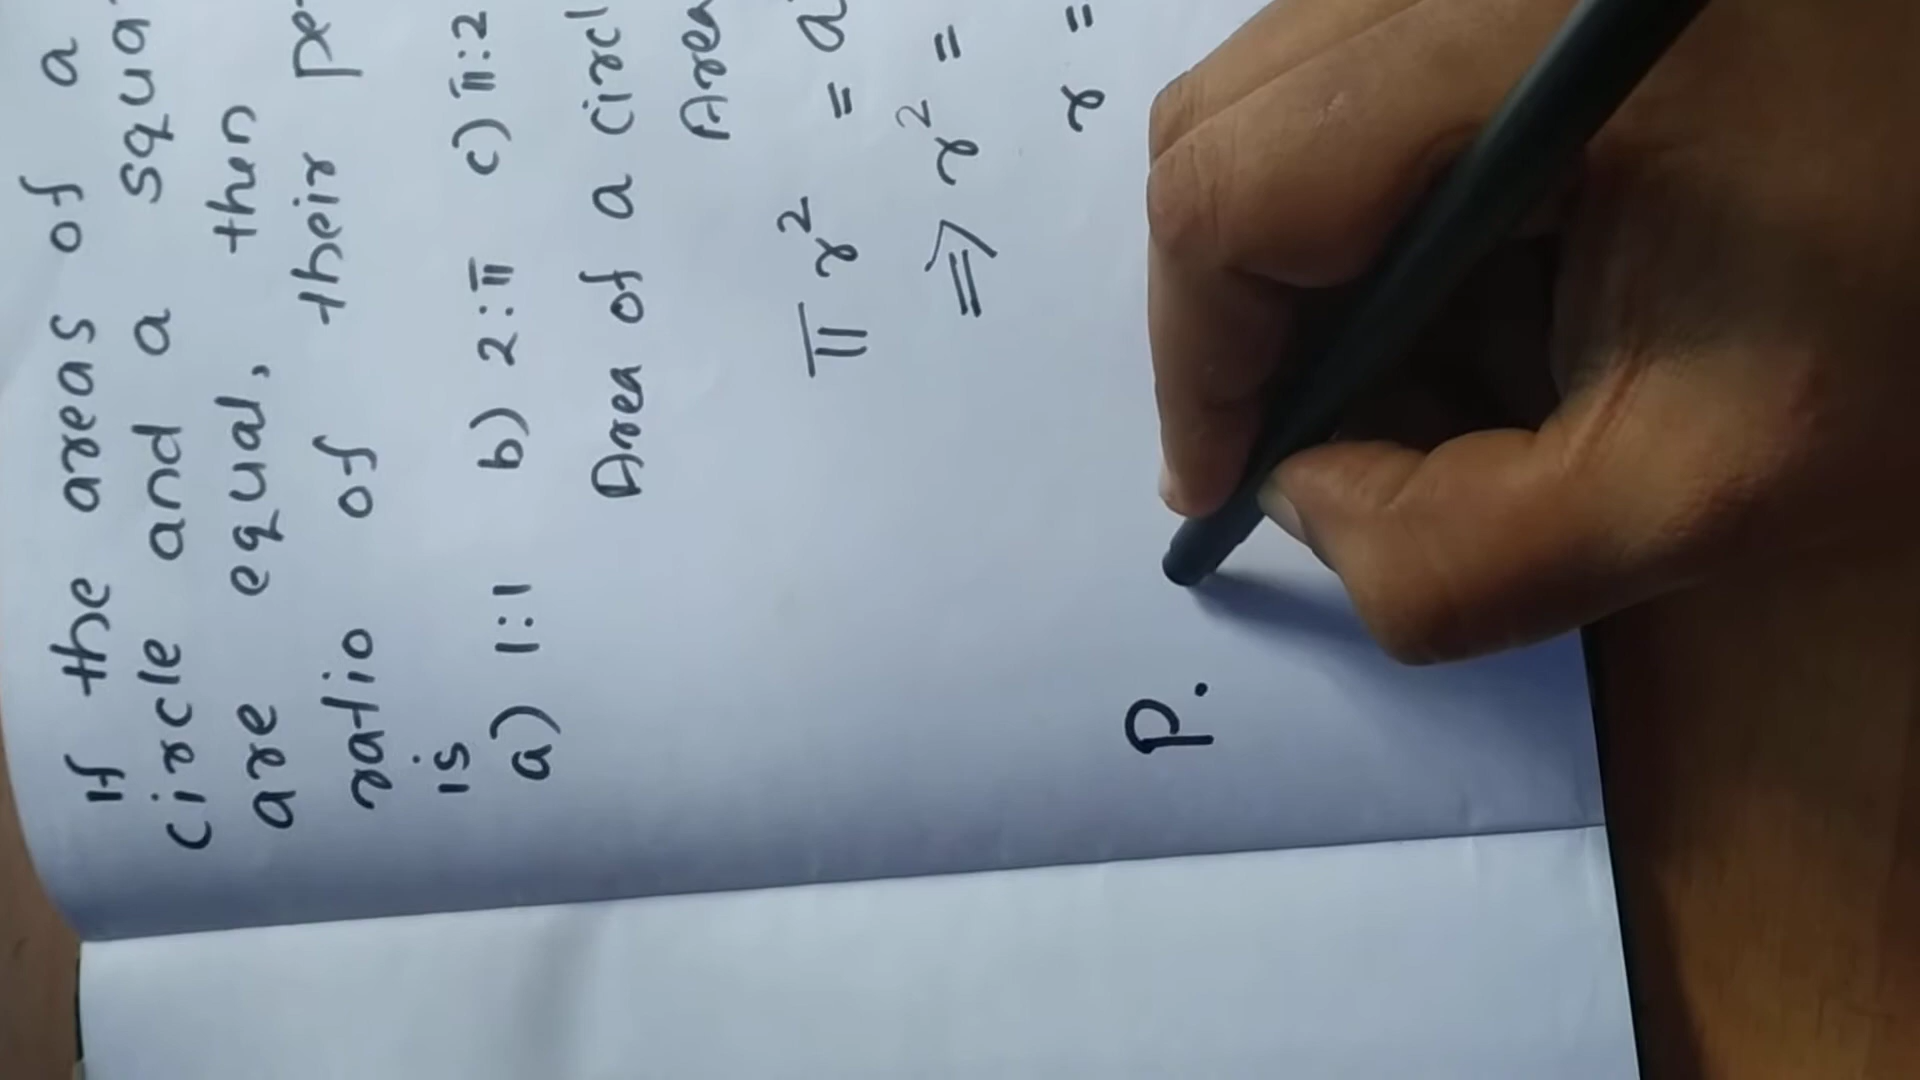 If the areas of a
circle and a squa
are equal, then
ratio of their pe
is
a) 1:1 b) 2:π c) π:2
Area of a circl
Area
π r² = a
⇒ r² =
r =
P.